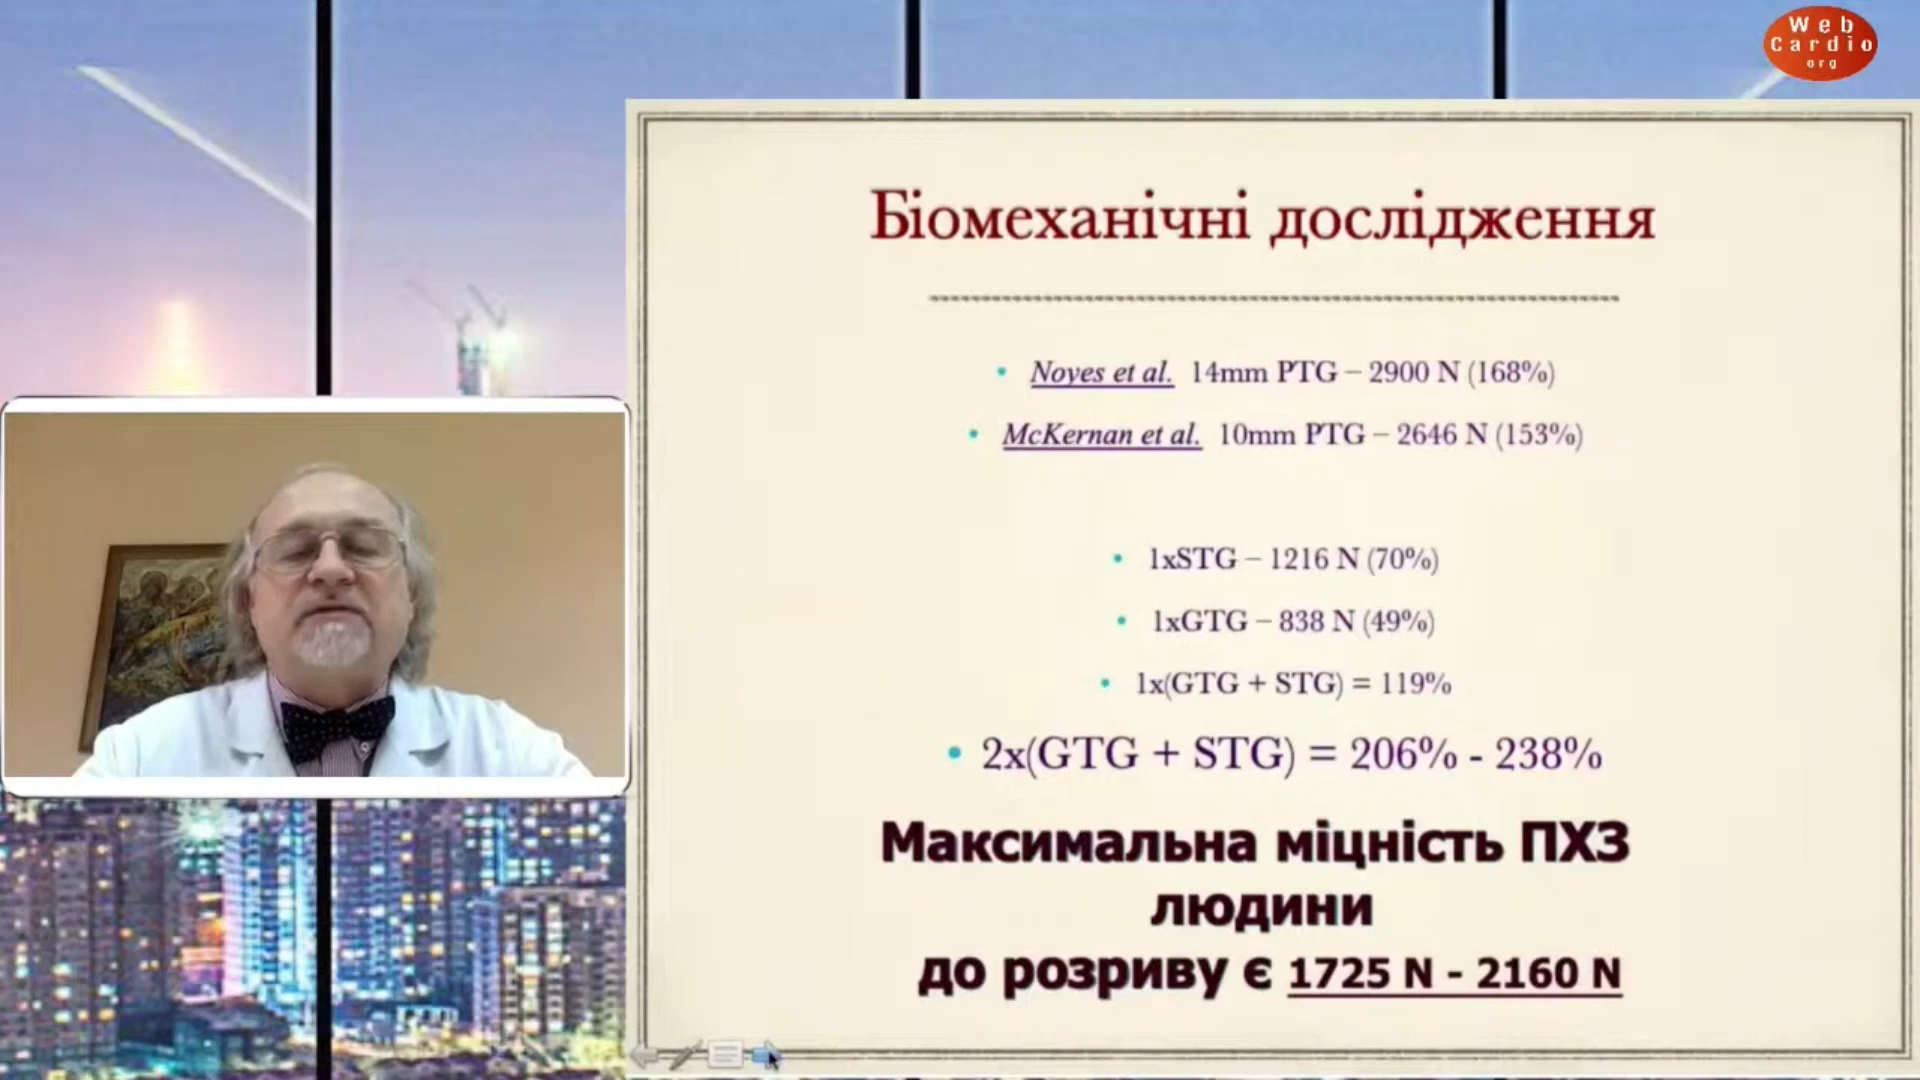 Web
Cardio
org
Біомеханічні дослідження
• Noyes et al. 14mm PTG – 2900 N (168%)
• McKernan et al. 10mm PTG – 2646 N (153%)
• 1xSTG – 1216 N (70%)
• 1xGTG – 838 N (49%)
• 1x(GTG + STG) = 119%
• 2x(GTG + STG) = 206% - 238%
Максимальна міцність ПХЗ
людини
до розриву є 1725 N - 2160 N